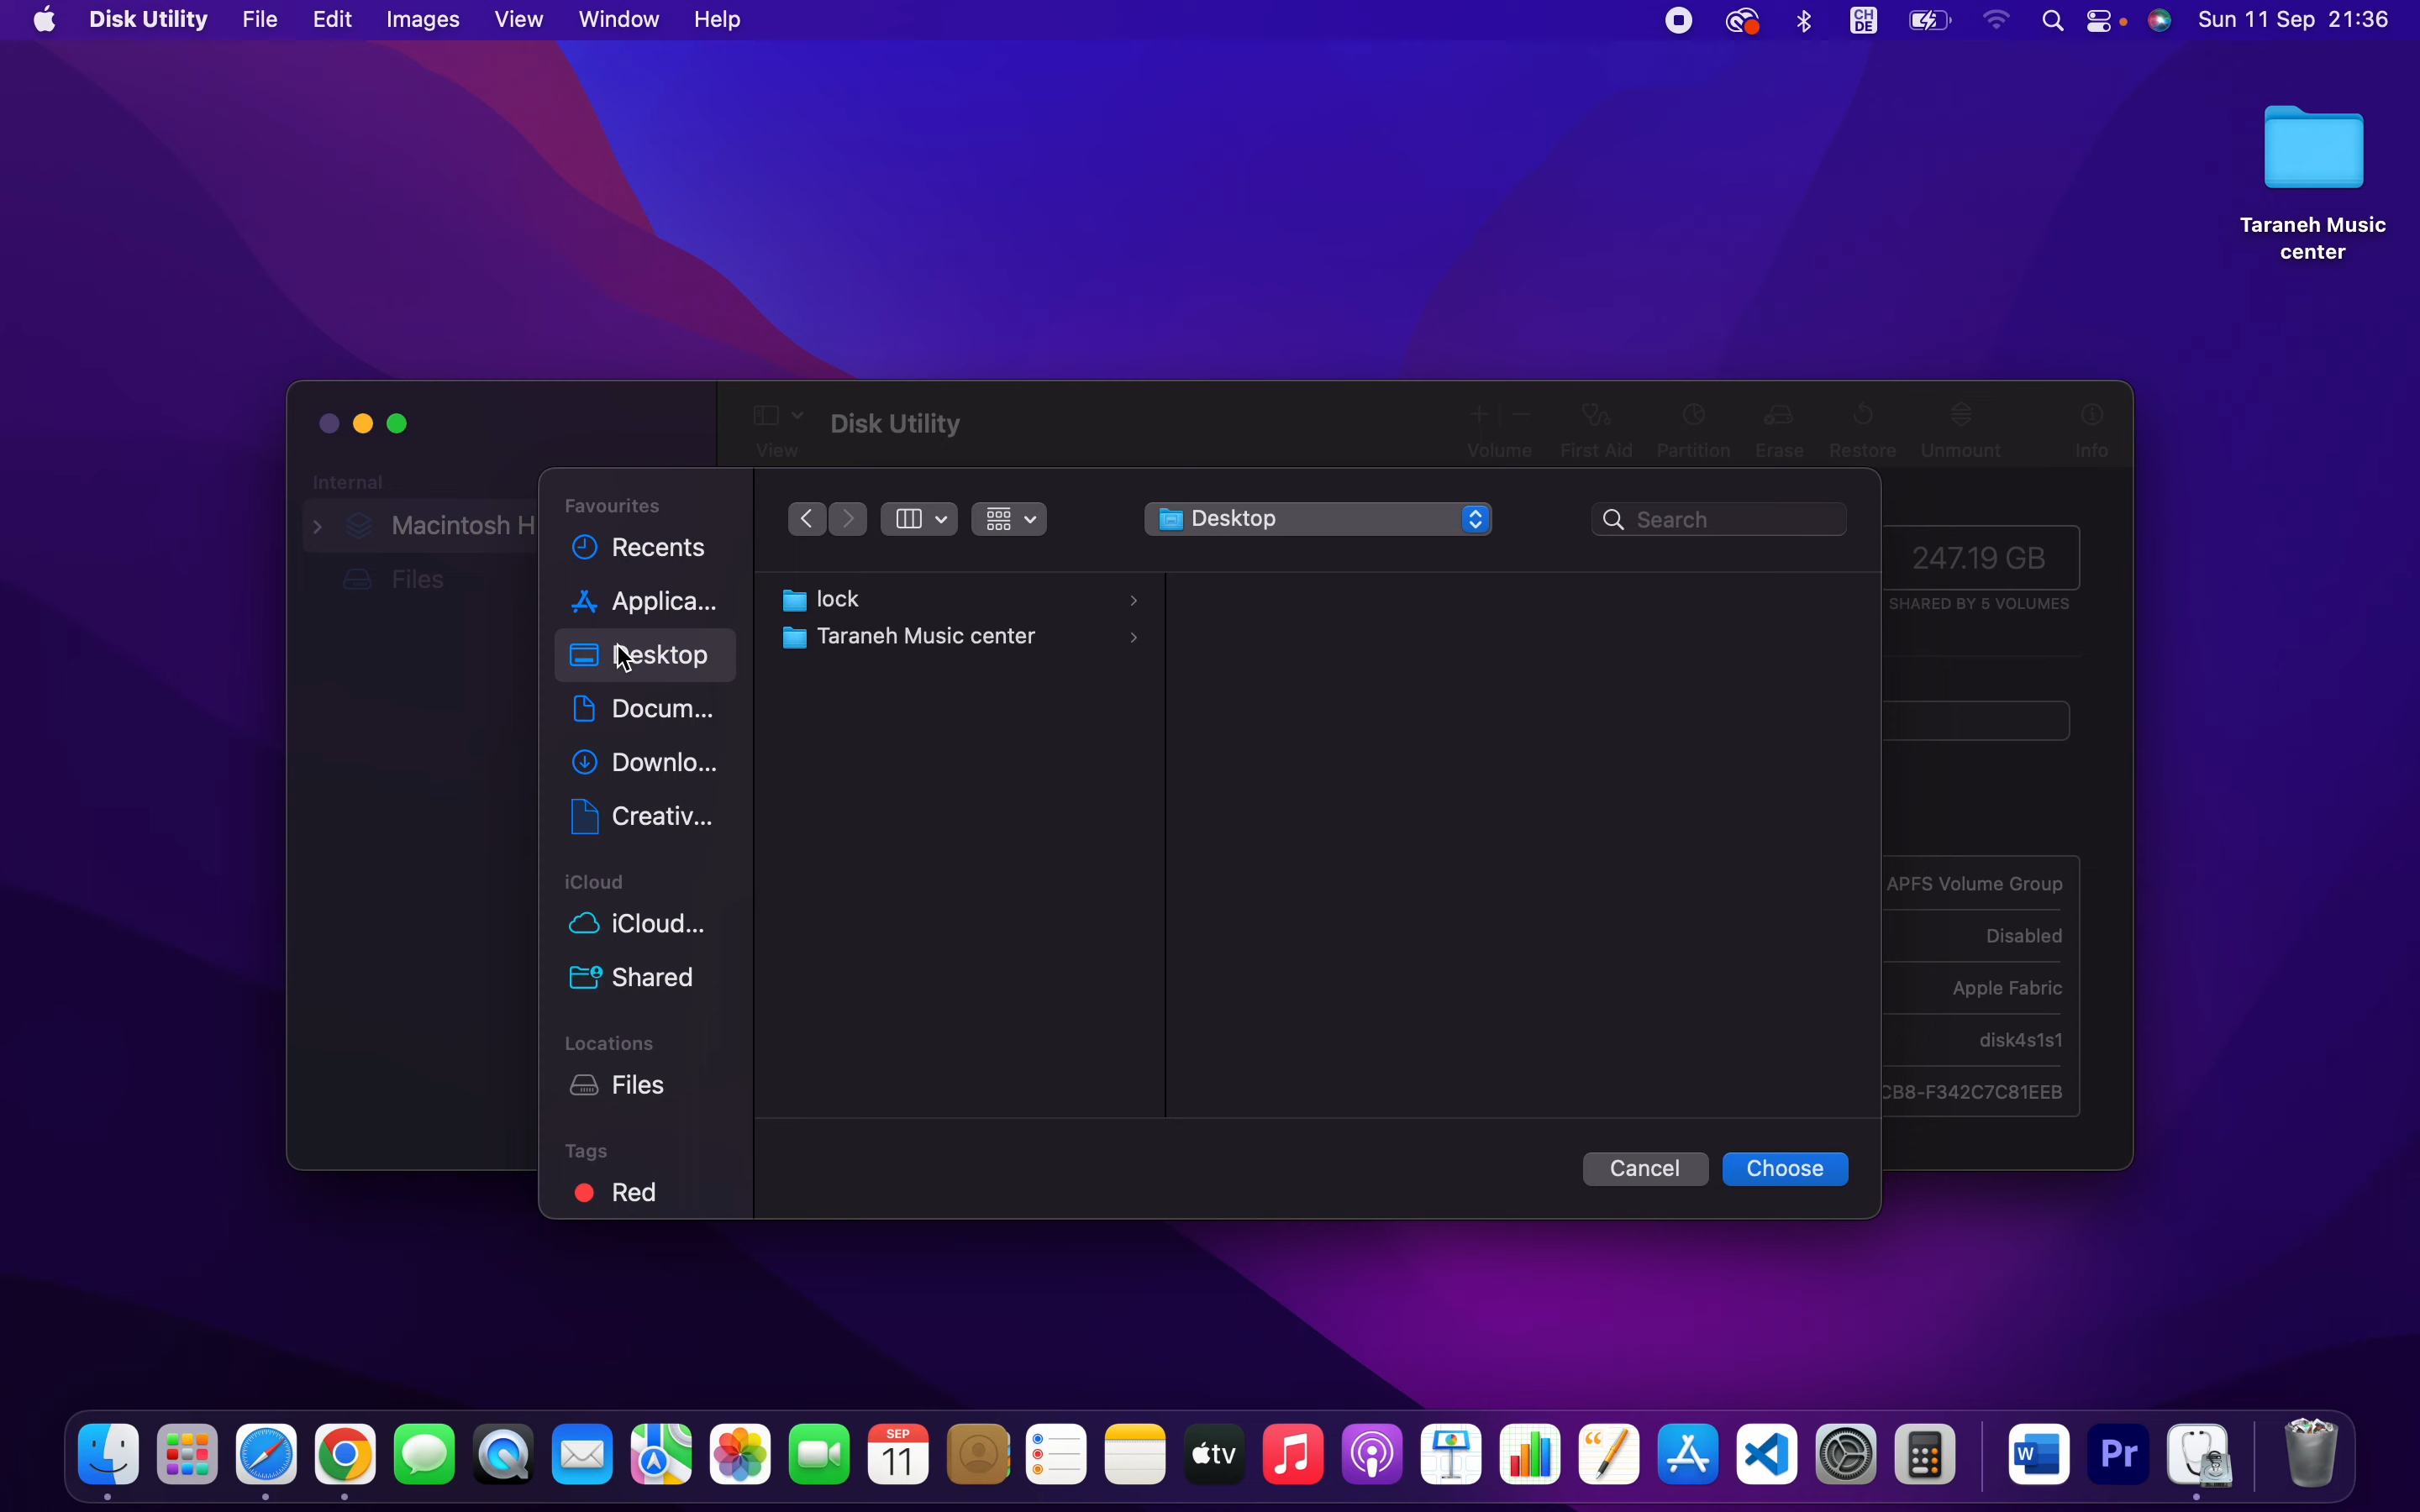 Disk Utility File Edit Images View Window Help
CH DE
Sun 11 Sep 21:36
Taraneh Music
center
Disk Utility
View
Volume First Aid Partition Erase Restore Unmount Info
Internal
Macintosh H
Files
Favourites
Recents
Applica...
Desktop
Docum...
Downlo...
Creativ...
iCloud
iCloud...
Shared
Locations
Files
Tags
Red
Desktop
Search
lock
Taraneh Music center
Cancel
Choose
247.19 GB
SHARED BY 5 VOLUMES
APFS Volume Group
Disabled
Apple Fabric
disk4s1s1
CB8-F342C7C81EEB
SEP
11
tv
W
Pr